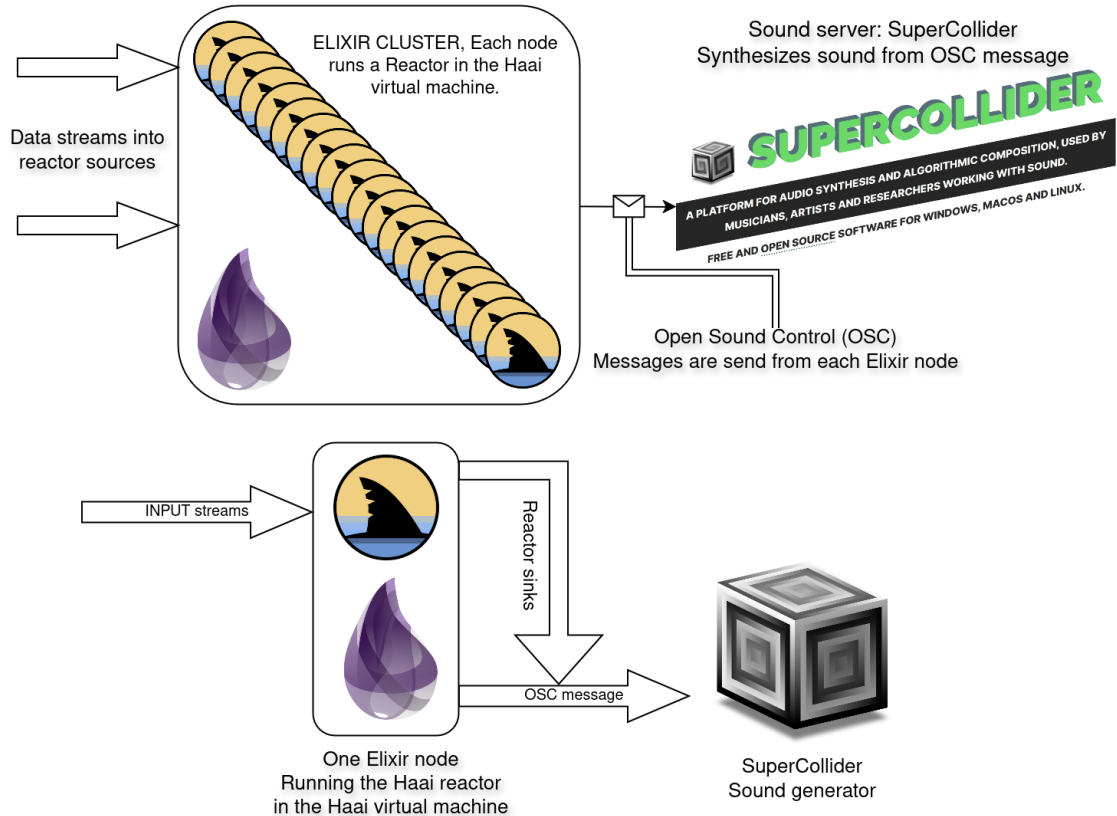 ELIXIR CLUSTER, Each node
runs a Reactor in the Haai
virtual machine.
Data streams into
reactor sources
Sound server: SuperCollider
Synthesizes sound from OSC message
SUPERCOLLIDER
A PLATFORM FOR AUDIO SYNTHESIS AND ALGORITHMIC COMPOSITION, USED BY
MUSICIANS, ARTISTS AND RESEARCHERS WORKING WITH SOUND.
FREE AND OPEN SOURCE SOFTWARE FOR WINDOWS, MACOS AND LINUX.
Open Sound Control (OSC)
Messages are send from each Elixir node
INPUT streams
Reactor sinks
OSC message
One Elixir node
Running the Haai reactor
in the Haai virtual machine
SuperCollider
Sound generator